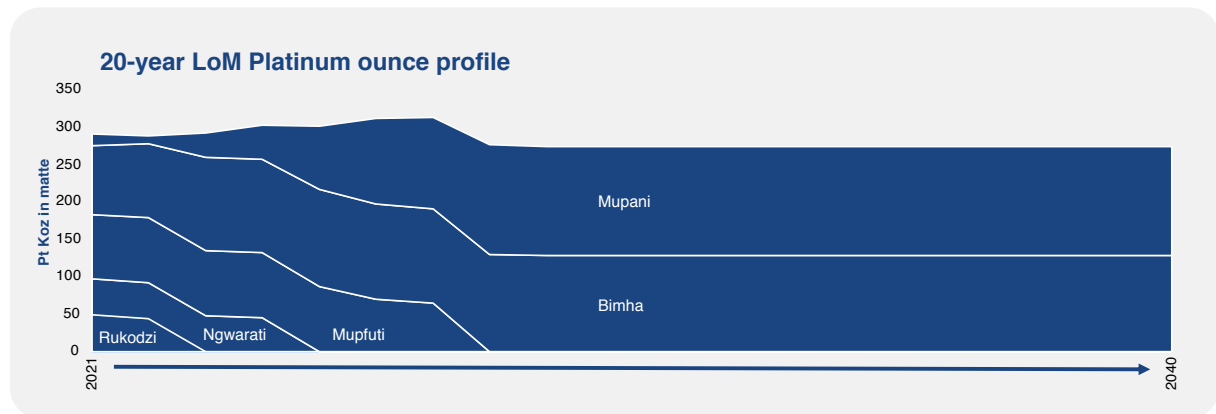 20-year LoM Platinum ounce profile
Pt Koz in matte
350
300
250
200
150
100
50
0
Mupani
Bimha
Rukodzi
Ngwarati
Mupfuti
2021
2040